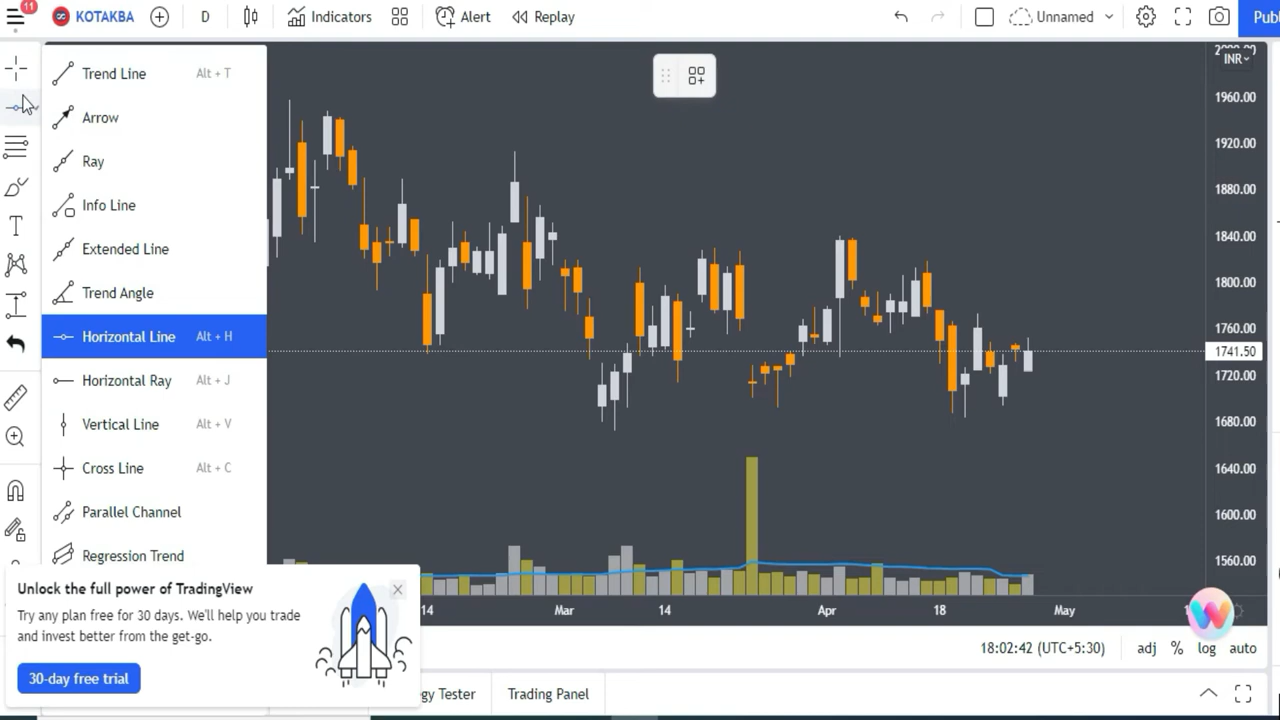 11
KOTAKBA
D
Indicators
Alert
Replay
Unnamed
Publ
Trend Line Alt + T
Arrow
Ray
Info Line
Extended Line
Trend Angle
Horizontal Line Alt + H
Horizontal Ray Alt + J
Vertical Line Alt + V
Cross Line Alt + C
Parallel Channel
Regression Trend
INR
1960.00
1920.00
1880.00
1840.00
1800.00
1760.00
1741.50
1720.00
1680.00
1640.00
1600.00
1560.00
14
Mar
14
Apr
18
May
Unlock the full power of TradingView
Try any plan free for 30 days. We'll help you trade
and invest better from the get-go.
30-day free trial
18:02:42 (UTC+5:30)
adj
%
log
auto
gy Tester
Trading Panel